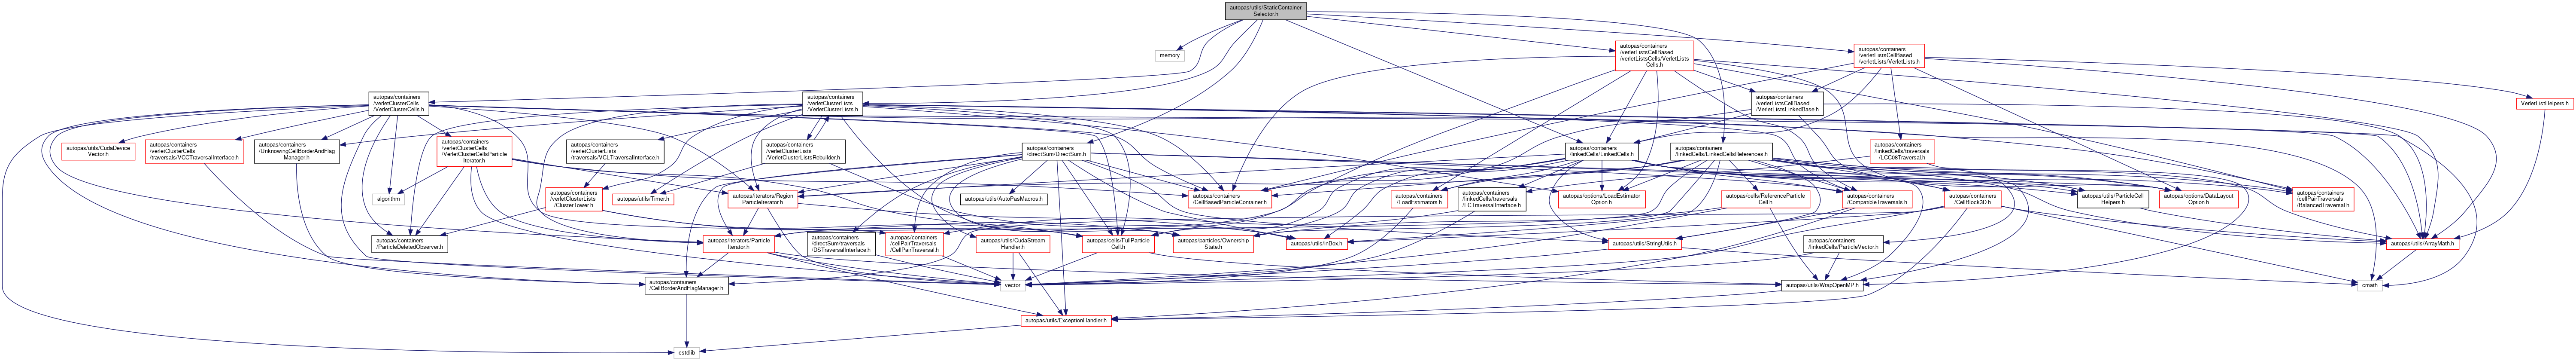 autopas/utils/StaticContainer
Selector.h
memory
autopas/containers
/verletListsCellBased
/verletListsCells/VerletLists
Cells.h
autopas/containers
/verletListsCellBased
/verletLists/VerletLists.h
autopas/containers
/verletClusterCells
/VerletClusterCells.h
autopas/containers
/verletClusterLists
/VerletClusterLists.h
autopas/containers
/verletListsCellBased
/VerletListsLinkedBase.h
VerletListHelpers.h
autopas/utils/CudaDevice
Vector.h
autopas/containers
/verletClusterCells
/traversals/VCCTraversalInterface.h
autopas/containers
/UnknowingCellBorderAndFlag
Manager.h
autopas/containers
/verletClusterCells
/VerletClusterCellsParticle
Iterator.h
autopas/containers
/verletClusterLists
/traversals/VCLTraversalInterface.h
autopas/containers
/verletClusterLists
/VerletClusterListsRebuilder.h
autopas/containers
/directSum/DirectSum.h
autopas/containers
/linkedCells/LinkedCells.h
autopas/containers
/linkedCells/LinkedCellsReferences.h
autopas/containers
/linkedCells/traversals
/LCC08Traversal.h
algorithm
autopas/containers
/verletClusterLists
/ClusterTower.h
autopas/utils/Timer.h
autopas/iterators/Region
ParticleIterator.h
autopas/utils/AutoPasMacros.h
autopas/containers
/CellBasedParticleContainer.h
autopas/containers
/LoadEstimators.h
autopas/containers
/linkedCells/traversals
/LCTraversalInterface.h
autopas/options/LoadEstimator
Option.h
autopas/cells/ReferenceParticle
Cell.h
autopas/containers
/CompatibleTraversals.h
autopas/containers
/CellBlock3D.h
autopas/utils/ParticleCell
Helpers.h
autopas/options/DataLayout
Option.h
autopas/containers
/cellPairTraversals
/BalancedTraversal.h
autopas/containers
/ParticleDeletedObserver.h
autopas/iterators/Particle
Iterator.h
autopas/containers
/directSum/traversals
/DSTraversalInterface.h
autopas/containers
/cellPairTraversals
/CellPairTraversal.h
autopas/utils/CudaStream
Handler.h
autopas/cells/FullParticle
Cell.h
autopas/particles/Ownership
State.h
autopas/utils/inBox.h
autopas/utils/StringUtils.h
autopas/containers
/linkedCells/ParticleVector.h
autopas/utils/ArrayMath.h
autopas/containers
/CellBorderAndFlagManager.h
vector
autopas/utils/WrapOpenMP.h
cmath
autopas/utils/ExceptionHandler.h
cstdlib